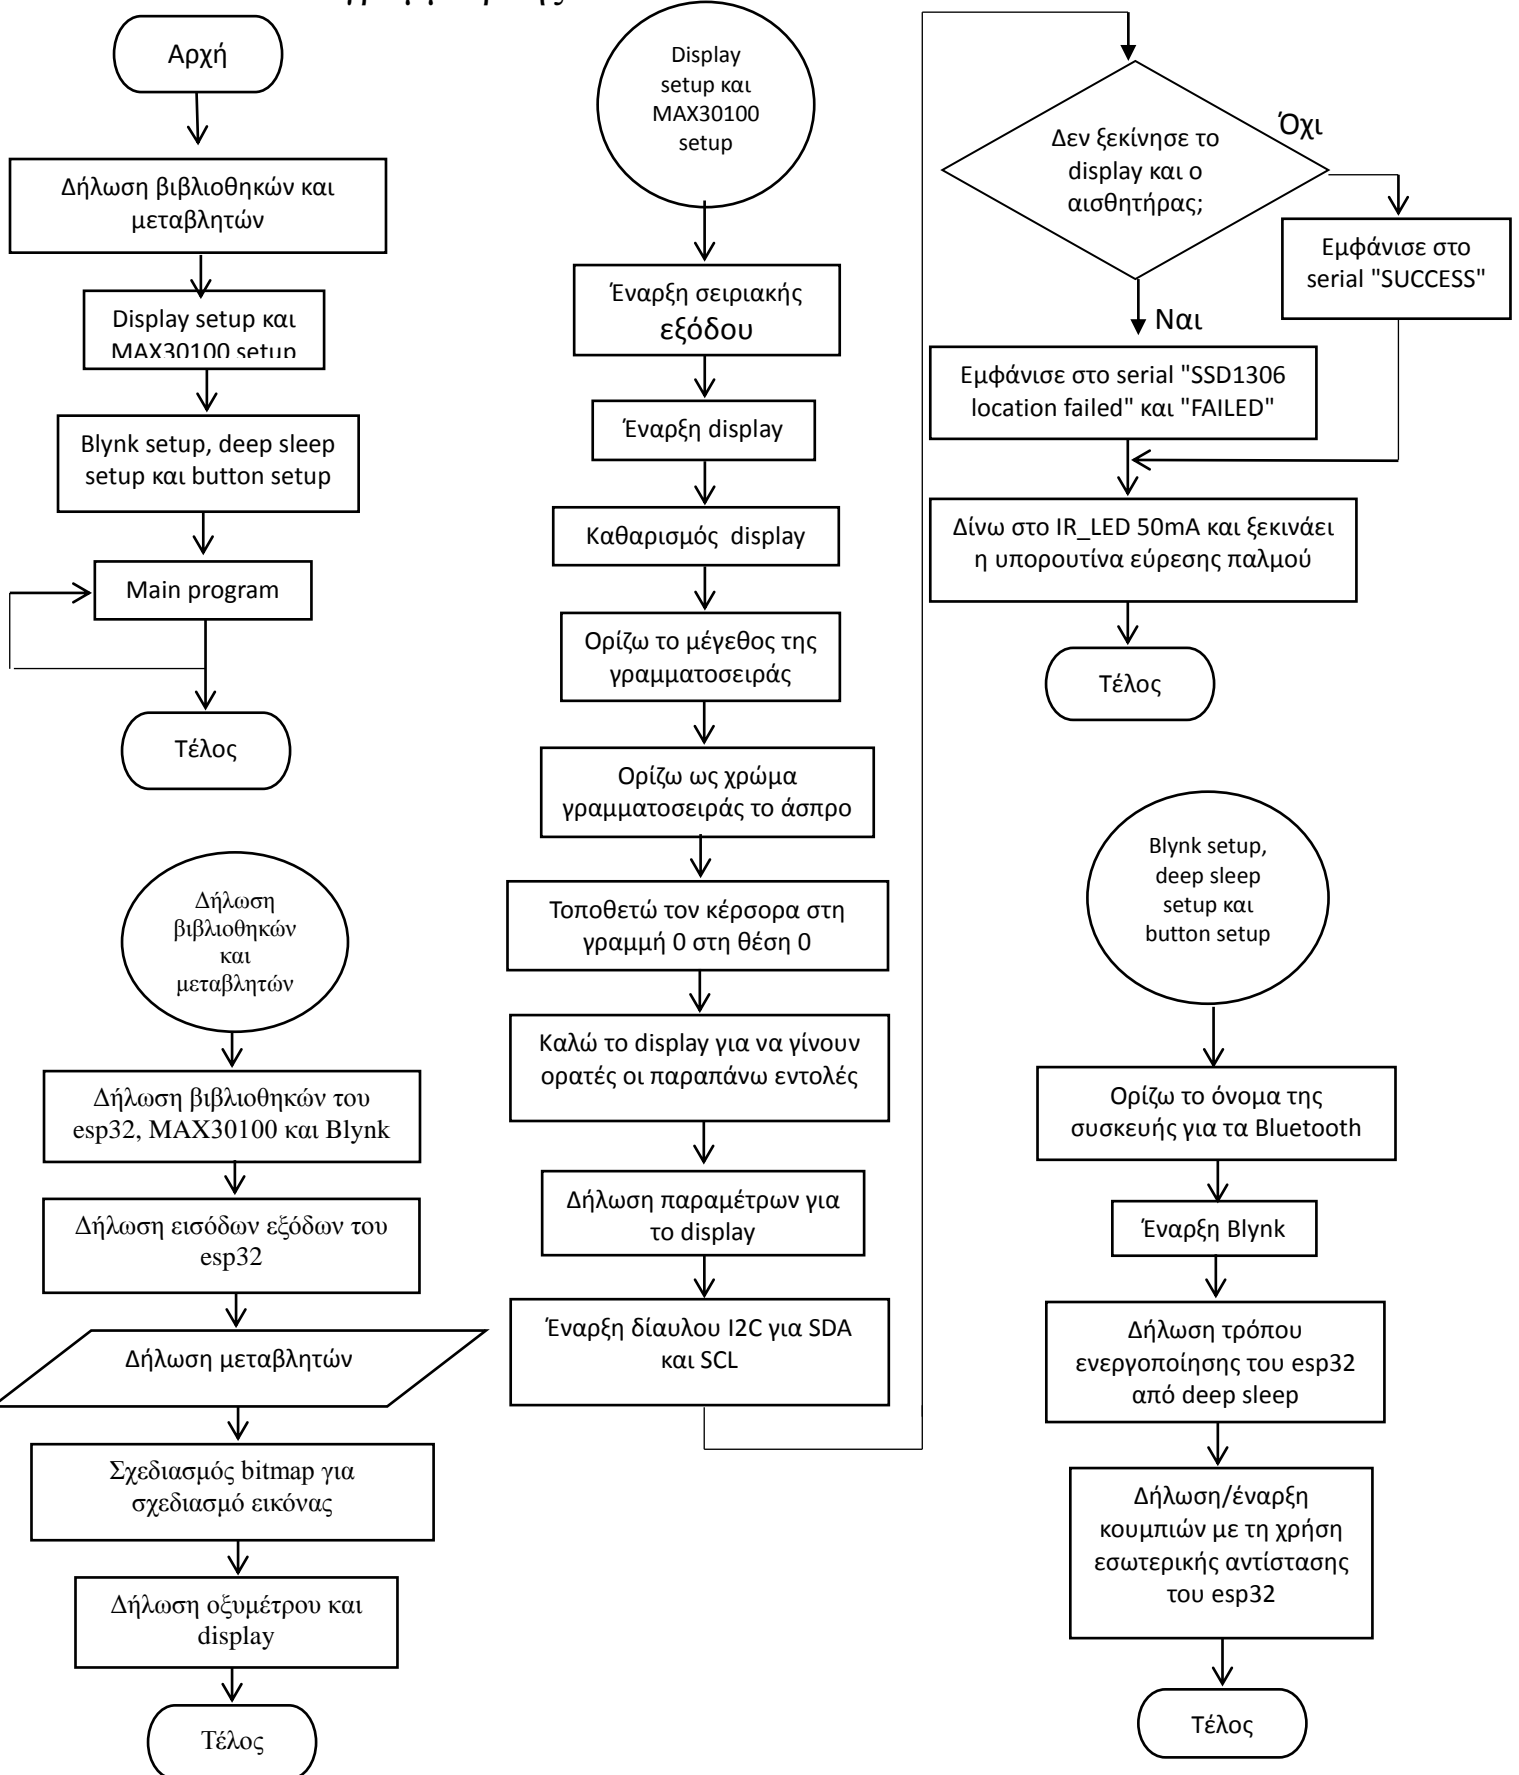 Αρχή
Δήλωση βιβλιοθηκών και
μεταβλητών
Display setup και
MAX30100 setup
Blynk setup, deep sleep
setup και button setup
Main program
Τέλος
Δήλωση
βιβλιοθηκών
και
μεταβλητών
Δήλωση βιβλιοθηκών του
esp32, MAX30100 και Blynk
Δήλωση εισόδων εξόδων του
esp32
Δήλωση μεταβλητών
Σχεδιασμός bitmap για
σχεδιασμό εικόνας
Δήλωση οξυμέτρου και
display
Τέλος
Display
setup και
MAX30100
setup
Έναρξη σειριακής
εξόδου
Έναρξη display
Καθαρισμός display
Ορίζω το μέγεθος της
γραμματοσειράς
Ορίζω ως χρώμα
γραμματοσειράς το άσπρο
Τοποθετώ τον κέρσορα στη
γραμμή 0 στη θέση 0
Καλώ το display για να γίνουν
ορατές οι παραπάνω εντολές
Δήλωση παραμέτρων για
το display
Έναρξη δίαυλου I2C για SDA
και SCL
Δεν ξεκίνησε το
display και ο
αισθητήρας;
Όχι
Εμφάνισε στο
serial "SUCCESS"
Ναι
Εμφάνισε στο serial "SSD1306
location failed" και "FAILED"
Δίνω στο IR_LED 50mA και ξεκινάει
η υπορουτίνα εύρεσης παλμού
Τέλος
Blynk setup,
deep sleep
setup και
button setup
Ορίζω το όνομα της
συσκευής για τα Bluetooth
Έναρξη Blynk
Δήλωση τρόπου
ενεργοποίησης του esp32
από deep sleep
Δήλωση/έναρξη
κουμπιών με τη χρήση
εσωτερικής αντίστασης
του esp32
Τέλος